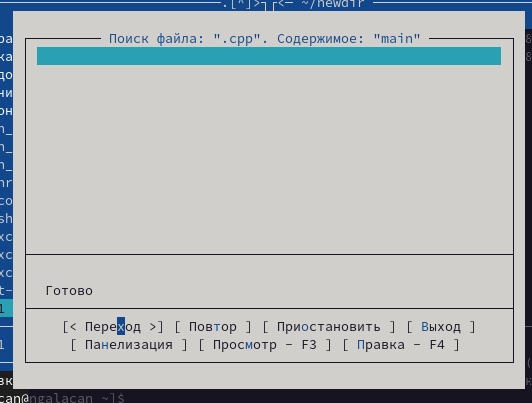 .[^]>┐┌<─ ~/newdir
Поиск файла: ".cpp". Содержимое: "main"
Готово
[< Переход >] [ Повтор ] [ Приостановить ] [ Выход ]
[ Панелизация ] [ Просмотр - F3 ] [ Правка - F4 ]
can@ngalacan ~]$